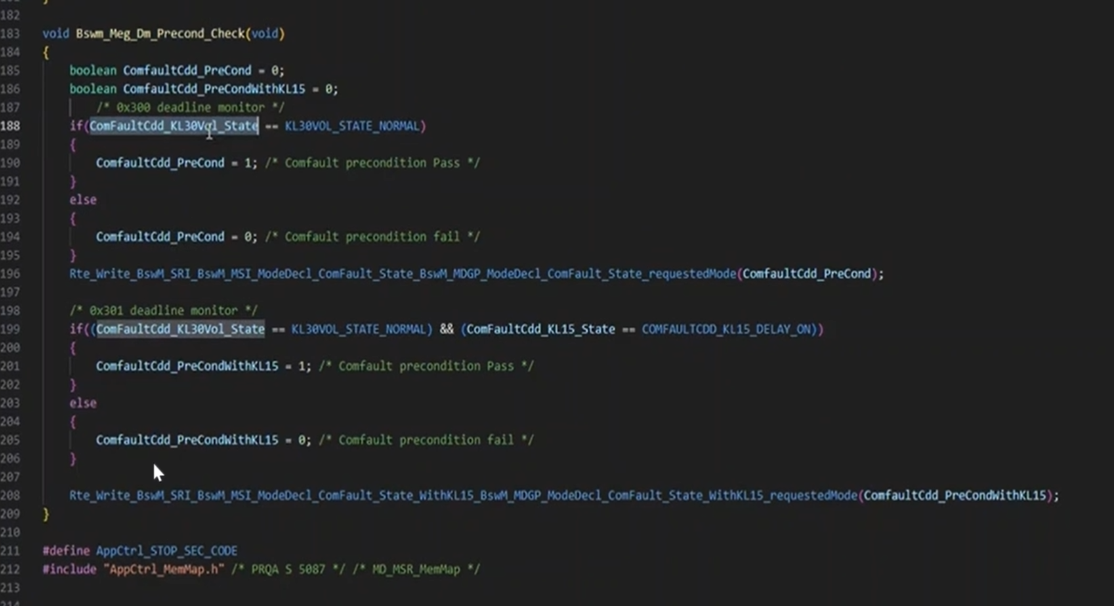 182
183 void Bswm_Meg_Dm_Precond_Check(void)
184 {
185 boolean ComfaultCdd_PreCond = 0;
186 boolean ComfaultCdd_PreCondWithKL15 = 0;
187 /* 0x300 deadline monitor */
188 if(ComFaultCdd_KL30Vol_State == KL30VOL_STATE_NORMAL)
189 {
190 ComfaultCdd_PreCond = 1; /* Comfault precondition Pass */
191 }
192 else
193 {
194 ComfaultCdd_PreCond = 0; /* Comfault precondition fail */
195 }
196 Rte_Write_BswM_SRI_BswM_MSI_ModeDecl_ComFault_State_BswM_MDGP_ModeDecl_ComFault_State_requestedMode(ComfaultCdd_PreCond);
197
198 /* 0x301 deadline monitor */
199 if((ComFaultCdd_KL30Vol_State == KL30VOL_STATE_NORMAL) && (ComFaultCdd_KL15_State == COMFAULTCDD_KL15_DELAY_ON))
200 {
201 ComfaultCdd_PreCondWithKL15 = 1; /* Comfault precondition Pass */
202 }
203 else
204 {
205 ComfaultCdd_PreCondWithKL15 = 0; /* Comfault precondition fail */
206 }
207
208 Rte_Write_BswM_SRI_BswM_MSI_ModeDecl_ComFault_State_WithKL15_BswM_MDGP_ModeDecl_ComFault_State_WithKL15_requestedMode(ComfaultCdd_PreCondWithKL15);
209 }
210
211 #define AppCtrl_STOP_SEC_CODE
212 #include "AppCtrl_MemMap.h" /* PRQA S 5087 */ /* MD_MSR_MemMap */
213